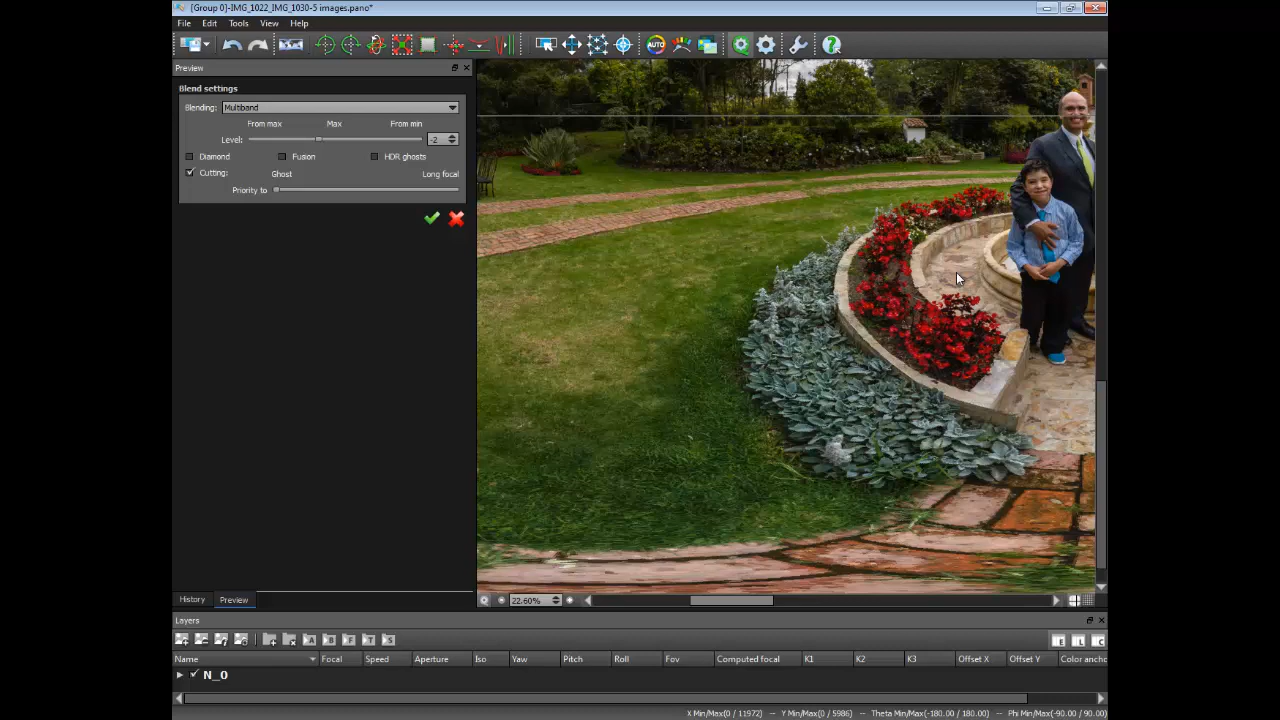 [Group 0]-IMG_1022_IMG_1030-5 images.pano*
File Edit Tools View Help
AUTO
Preview
Blend settings
Blending: Multiband
From max Max From min
Level: -2
Diamond Fusion HDR ghosts
Cutting: Ghost Long focal
Priority to
History Preview
22.60%
Layers
A B F T S
E L C
Name Focal Speed Aperture Iso Yaw Pitch Roll Fov Computed focal K1 K2 K3 Offset X Offset Y Color ancho
N_0
X Min/Max(0 / 11972) -- Y Min/Max(0 / 5986) -- Theta Min/Max(-180.00 / 180.00) -- Phi Min/Max(-90.00 / 90.00)